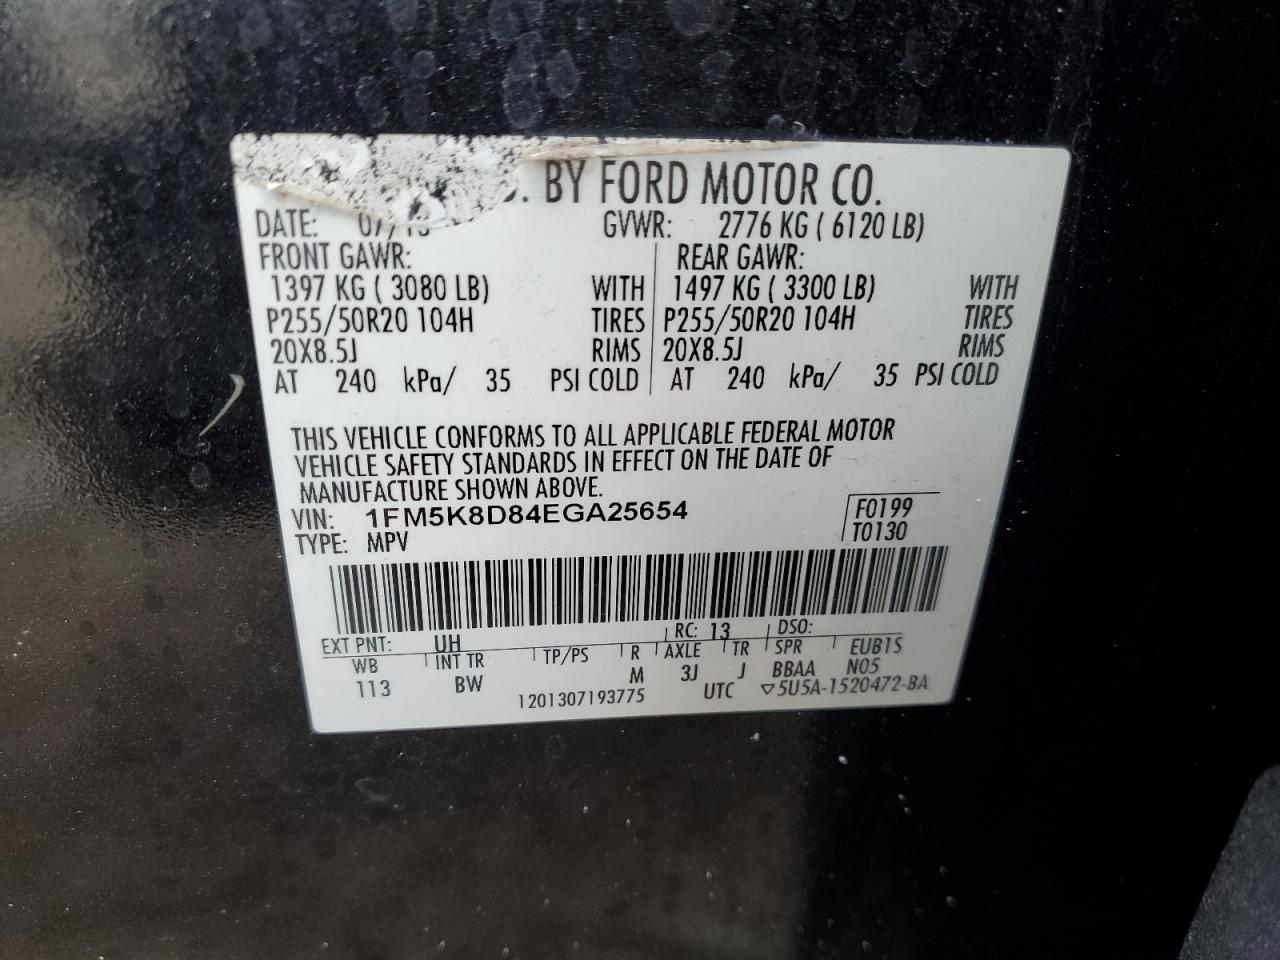 BY FORD MOTOR CO.
DATE: 07/13 GVWR: 2776 KG ( 6120 LB)
FRONT GAWR: REAR GAWR:
1397 KG ( 3080 LB) WITH 1497 KG ( 3300 LB) WITH
P255/50R20 104H TIRES P255/50R20 104H TIRES
20X8.5J RIMS 20X8.5J RIMS
AT 240 kPa/ 35 PSI COLD AT 240 kPa/ 35 PSI COLD
THIS VEHICLE CONFORMS TO ALL APPLICABLE FEDERAL MOTOR
VEHICLE SAFETY STANDARDS IN EFFECT ON THE DATE OF
MANUFACTURE SHOWN ABOVE.
VIN: 1FM5K8D84EGA25654 F0199
TYPE: MPV T0130
EXT PNT: UH RC: 13 DSO:
WB INT TR TP/PS R AXLE TR SPR EUB1S
113 BW M 3J J BBAA N05
1201307193775 UTC ▽5U5A-1520472-BA